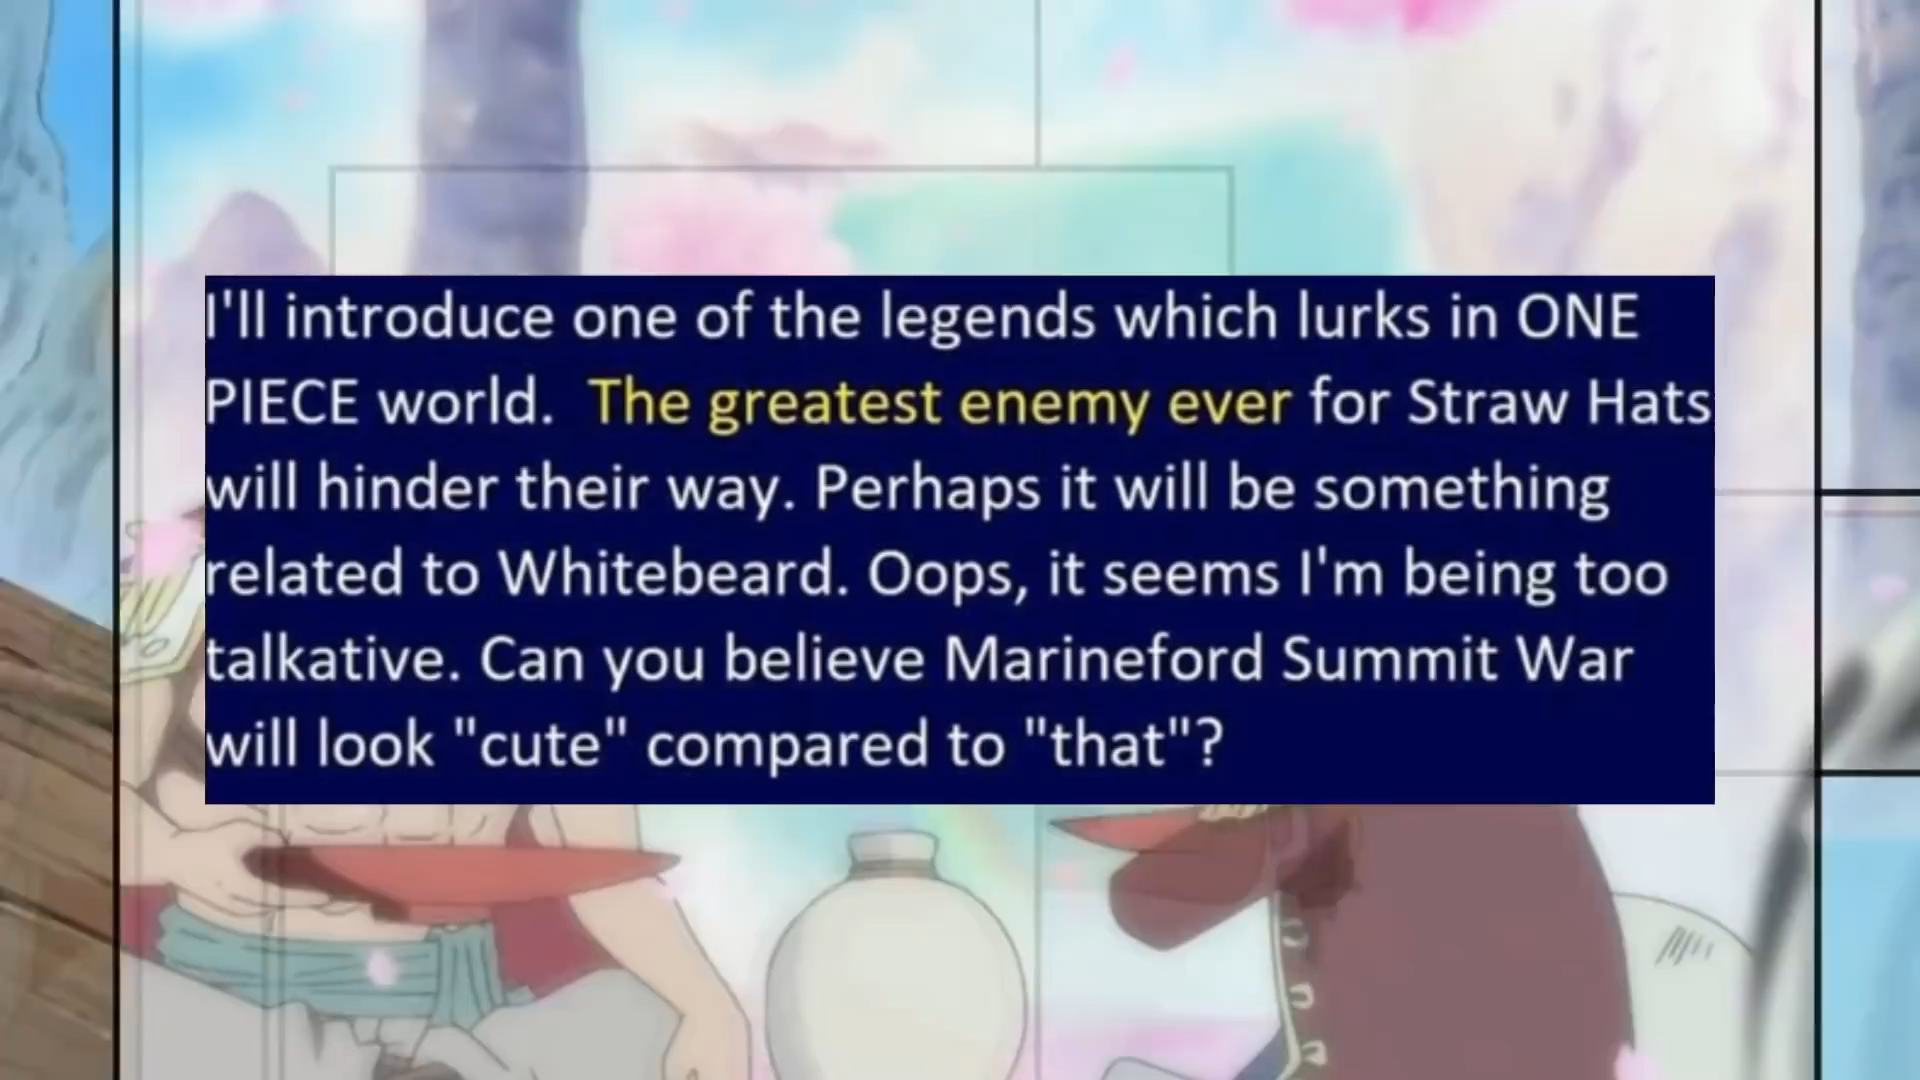 I'll introduce one of the legends which lurks in ONE
PIECE world.  The greatest enemy ever for Straw Hats
will hinder their way. Perhaps it will be something
related to Whitebeard. Oops, it seems I'm being too
talkative. Can you believe Marineford Summit War
will look "cute" compared to "that"?